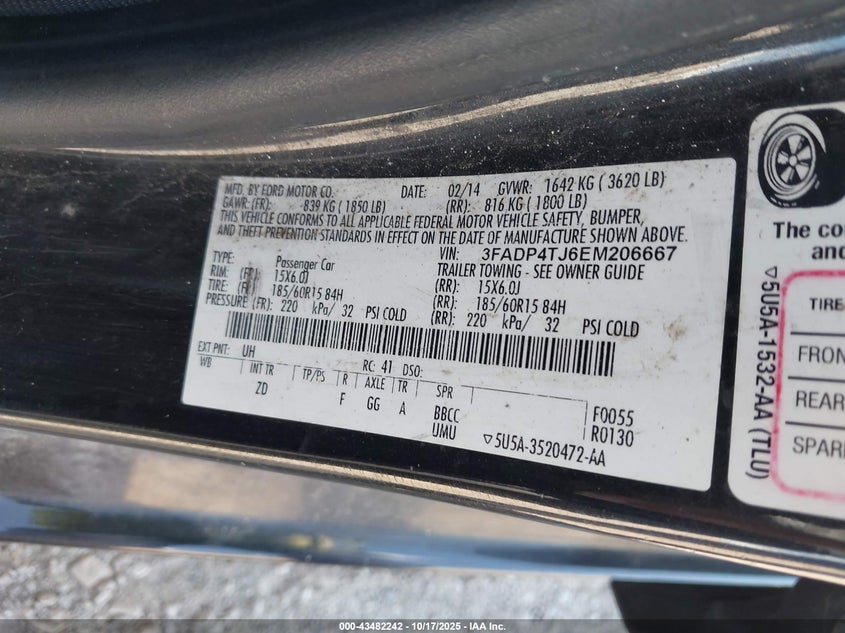 MFD. BY FORD MOTOR CO. DATE: 02/14 GVWR: 1642 KG ( 3620 LB)
GAWR: (FR): 839 KG ( 1850 LB) (RR): 816 KG ( 1800 LB)
THIS VEHICLE CONFORMS TO ALL APPLICABLE FEDERAL MOTOR VEHICLE SAFETY, BUMPER,
AND THEFT PREVENTION STANDARDS IN EFFECT ON THE DATE OF MANUFACTURE SHOWN ABOVE.
VIN: 3FADP4TJ6EM206667
TYPE: Passenger Car TRAILER TOWING - SEE OWNER GUIDE
RIM: (FR): 15X6.0J (RR): 15X6.0J
TIRE: 185/60R15 84H (RR): 185/60R15 84H
PRESSURE (FR): 220 kPa/ 32 PSI COLD (RR): 220 kPa/ 32 PSI COLD
EXT PNT: UH RC: 41 DSO:
WB INT TR TP/PS R AXLE TR SPR
ZD F GG A BBCC F0055
UMU R0130
▽5U5A-3520472-AA
The co
and
▽5U5A-1532-AA (TLU)
TIRE
FRON
REAR
SPAR
000-43482242 - 10/17/2025 - IAA Inc.